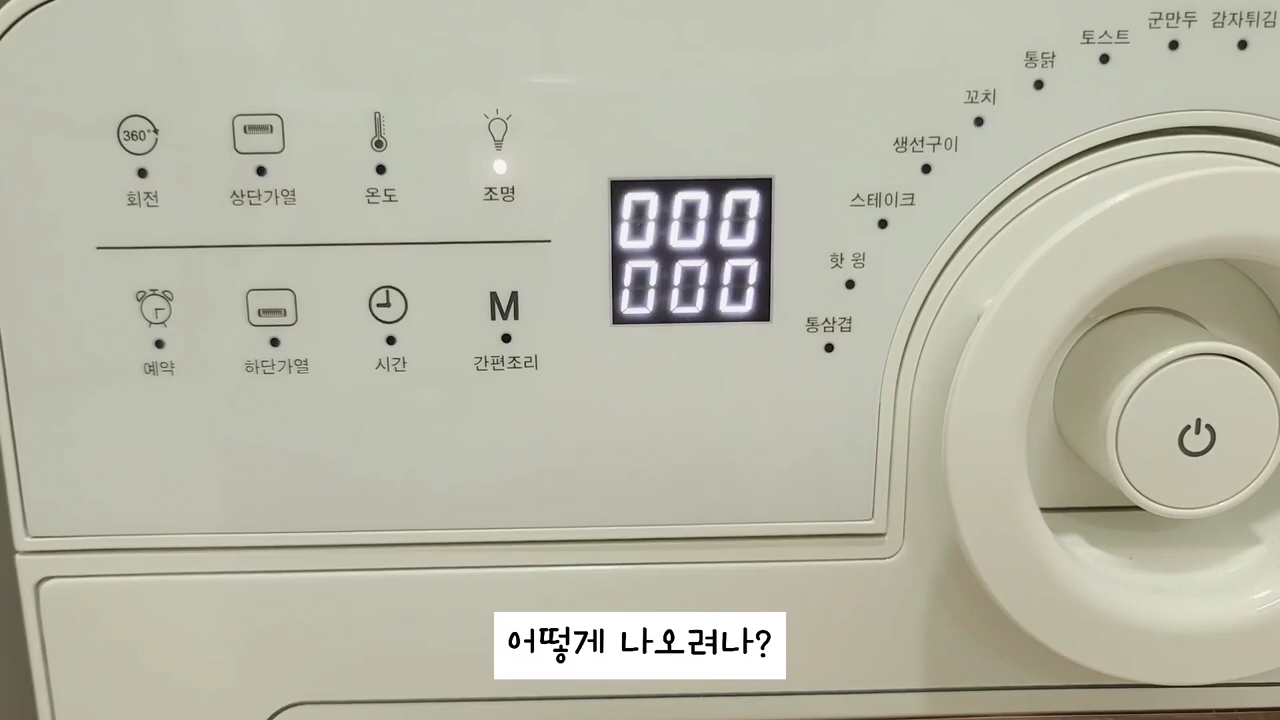 군만두 감자튀김
토스트
통닭
꼬치
생선구이
스테이크
핫 윙
통삼겹
360°
회전 상단가열 온도 조명
000
000
M
예약 하단가열 시간 간편조리
어떻게 나오려나?